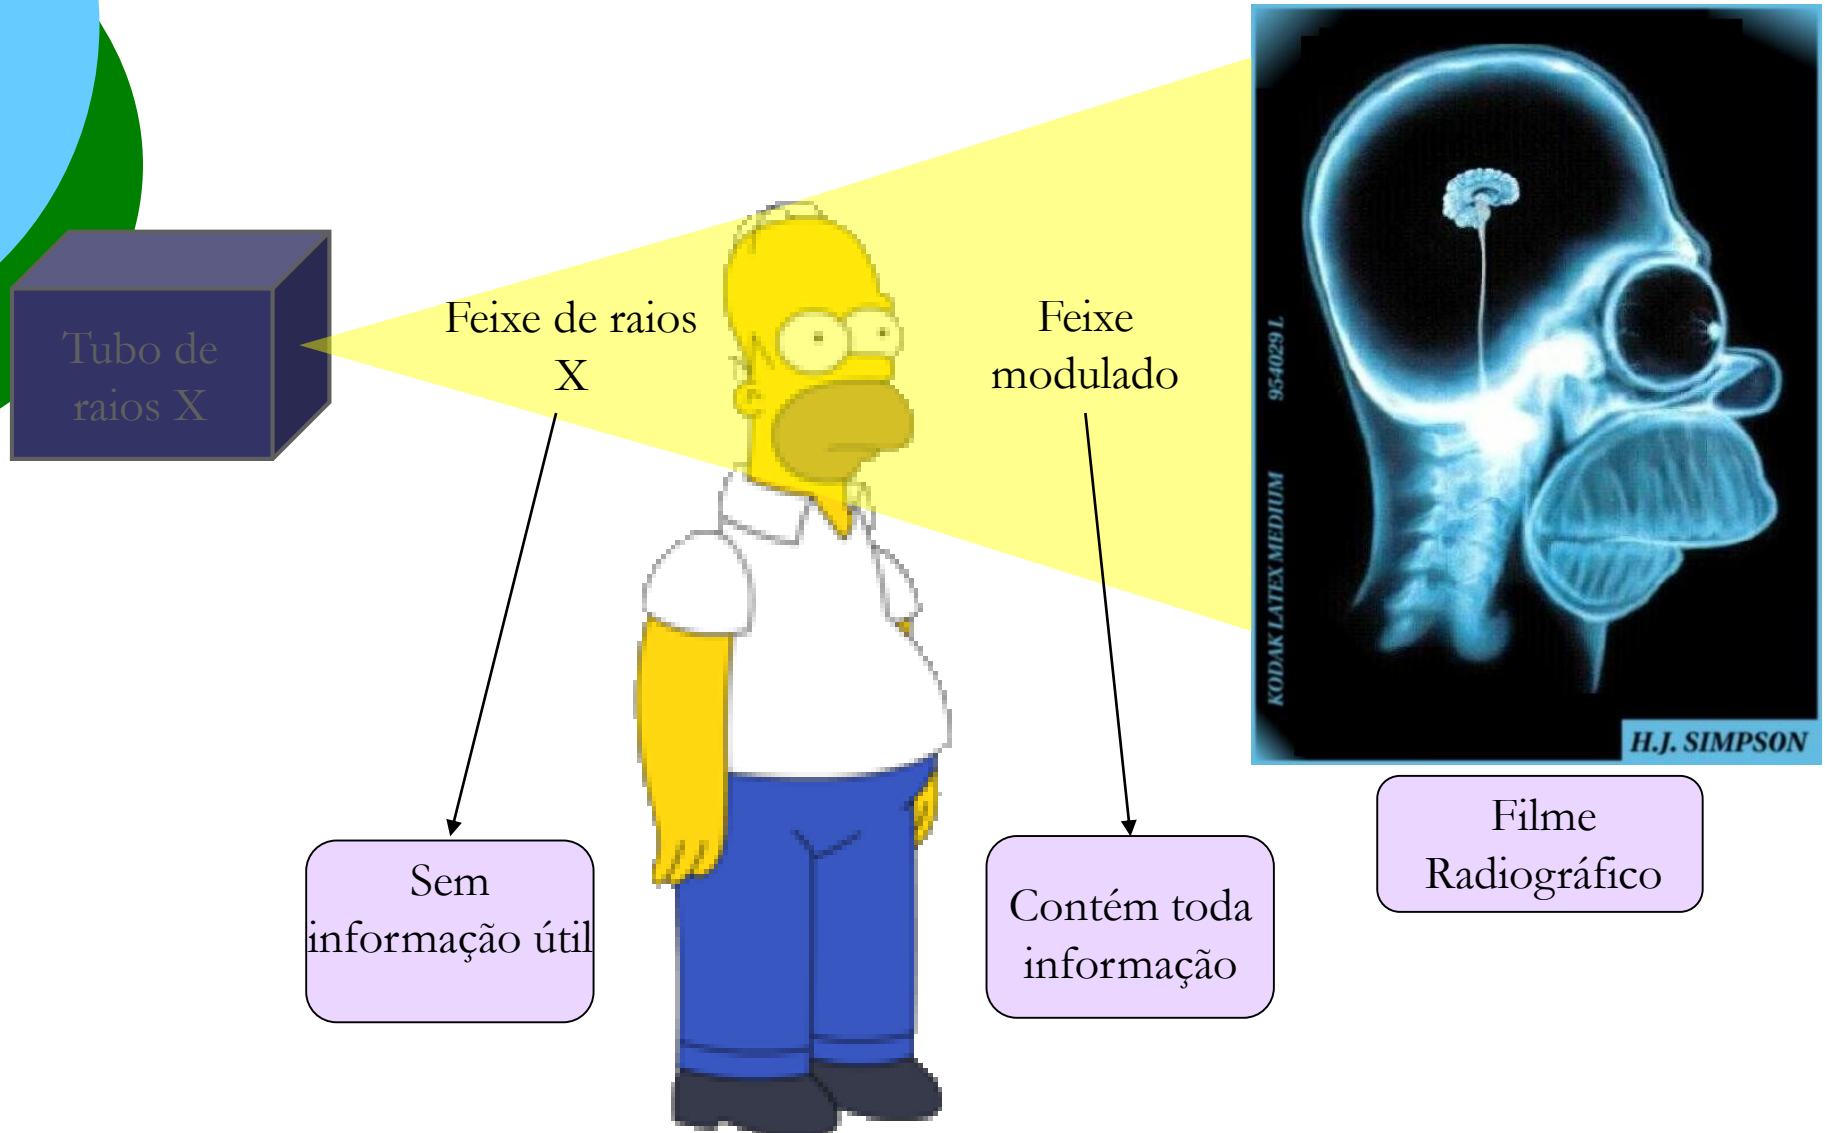 Tubo de
raios X
Feixe de raios
X
Feixe
modulado
KODAK LATEX MEDIUM 954029 L
H.J. SIMPSON
Filme
Radiográfico
Sem
informação útil
Contém toda
informação